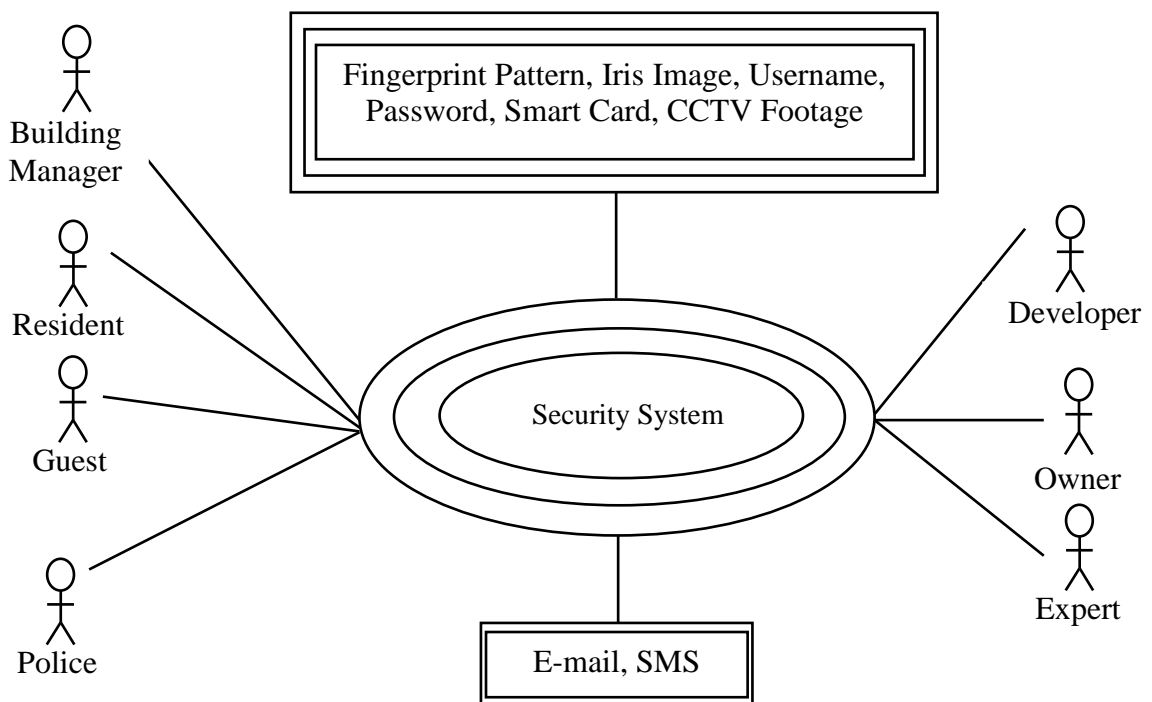 Fingerprint Pattern, Iris Image, Username,
Password, Smart Card, CCTV Footage
Building
Manager
Resident
Guest
Police
Security System
Developer
Owner
Expert
E-mail, SMS